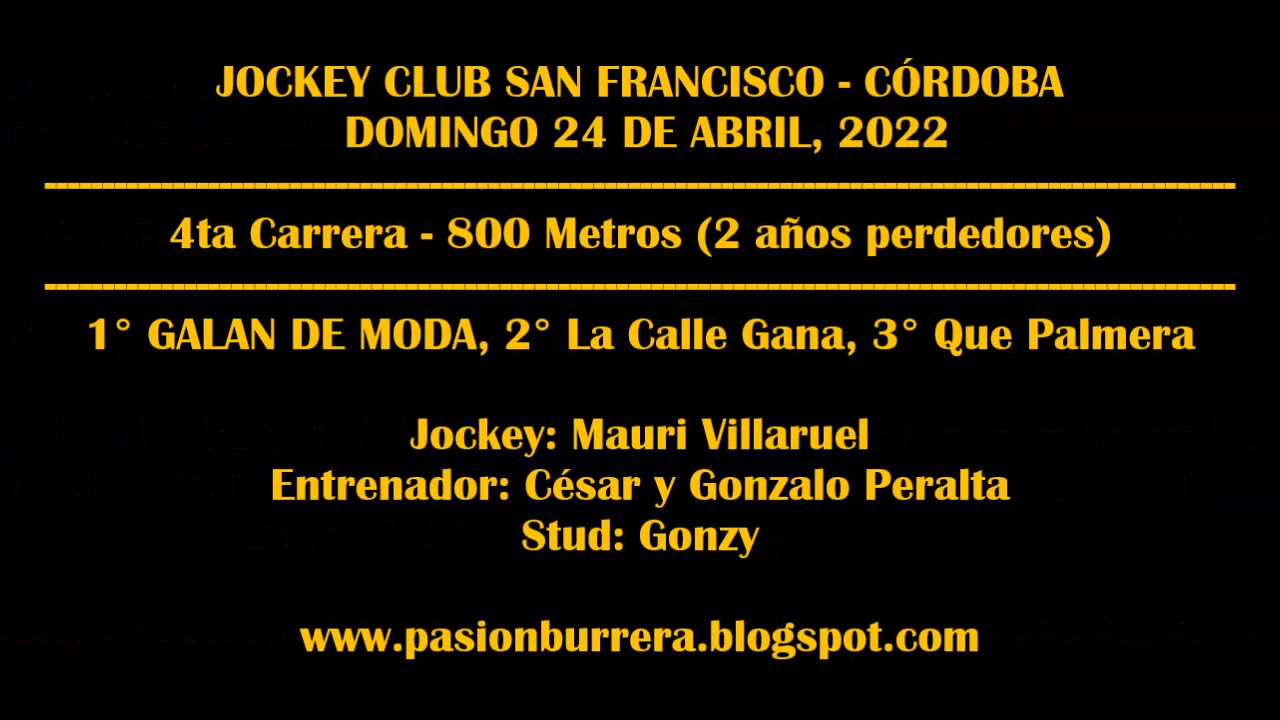 JOCKEY CLUB SAN FRANCISCO - CÓRDOBA
DOMINGO 24 DE ABRIL, 2022
4ta Carrera - 800 Metros (2 años perdedores)
1° GALAN DE MODA, 2° La Calle Gana, 3° Que Palmera
Jockey: Mauri Villaruel
Entrenador: César y Gonzalo Peralta
Stud: Gonzy
www.pasionburrera.blogspot.com